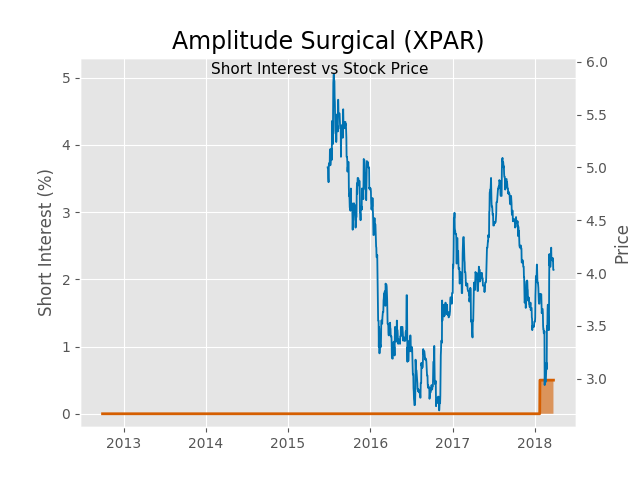 Amplitude Surgical (XPAR)
Short Interest vs Stock Price
Short Interest (%)
5
4
3
2
1
0
6.0
5.5
5.0
4.5
4.0
3.5
3.0
Price
2013 2014 2015 2016 2017 2018